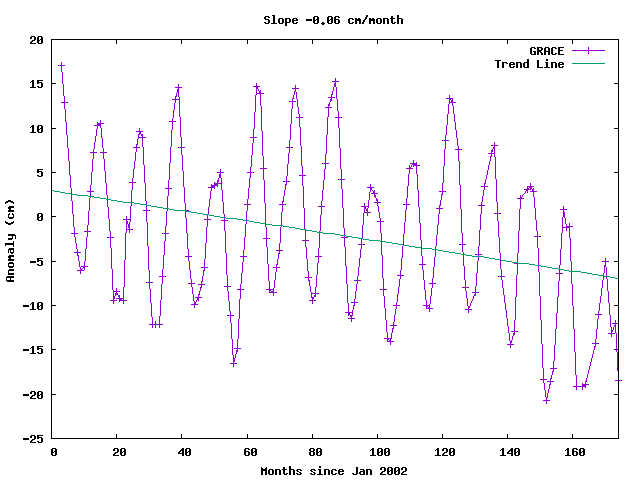 Slope -0.06 cm/month
GRACE
Trend Line
20
15
10
5
0
-5
-10
-15
-20
-25
Anomaly (cm)
0 20 40 60 80 100 120 140 160
Months since Jan 2002